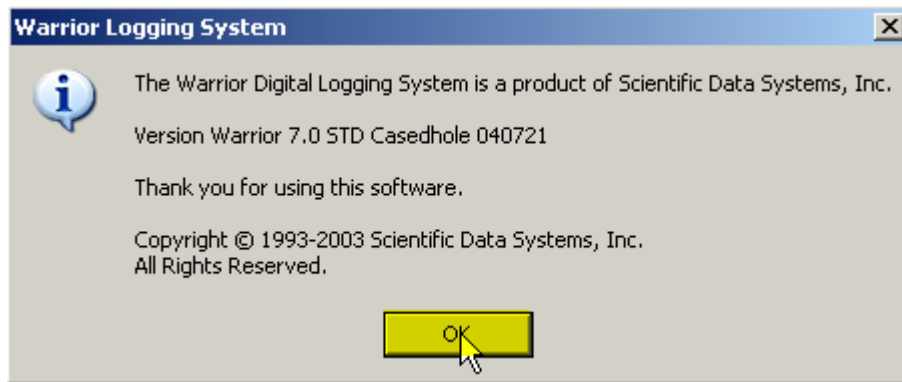 Warrior Logging System
The Warrior Digital Logging System is a product of Scientific Data Systems, Inc.
Version Warrior 7.0 STD Casedhole 040721
Thank you for using this software.
Copyright © 1993-2003 Scientific Data Systems, Inc.
All Rights Reserved.
OK